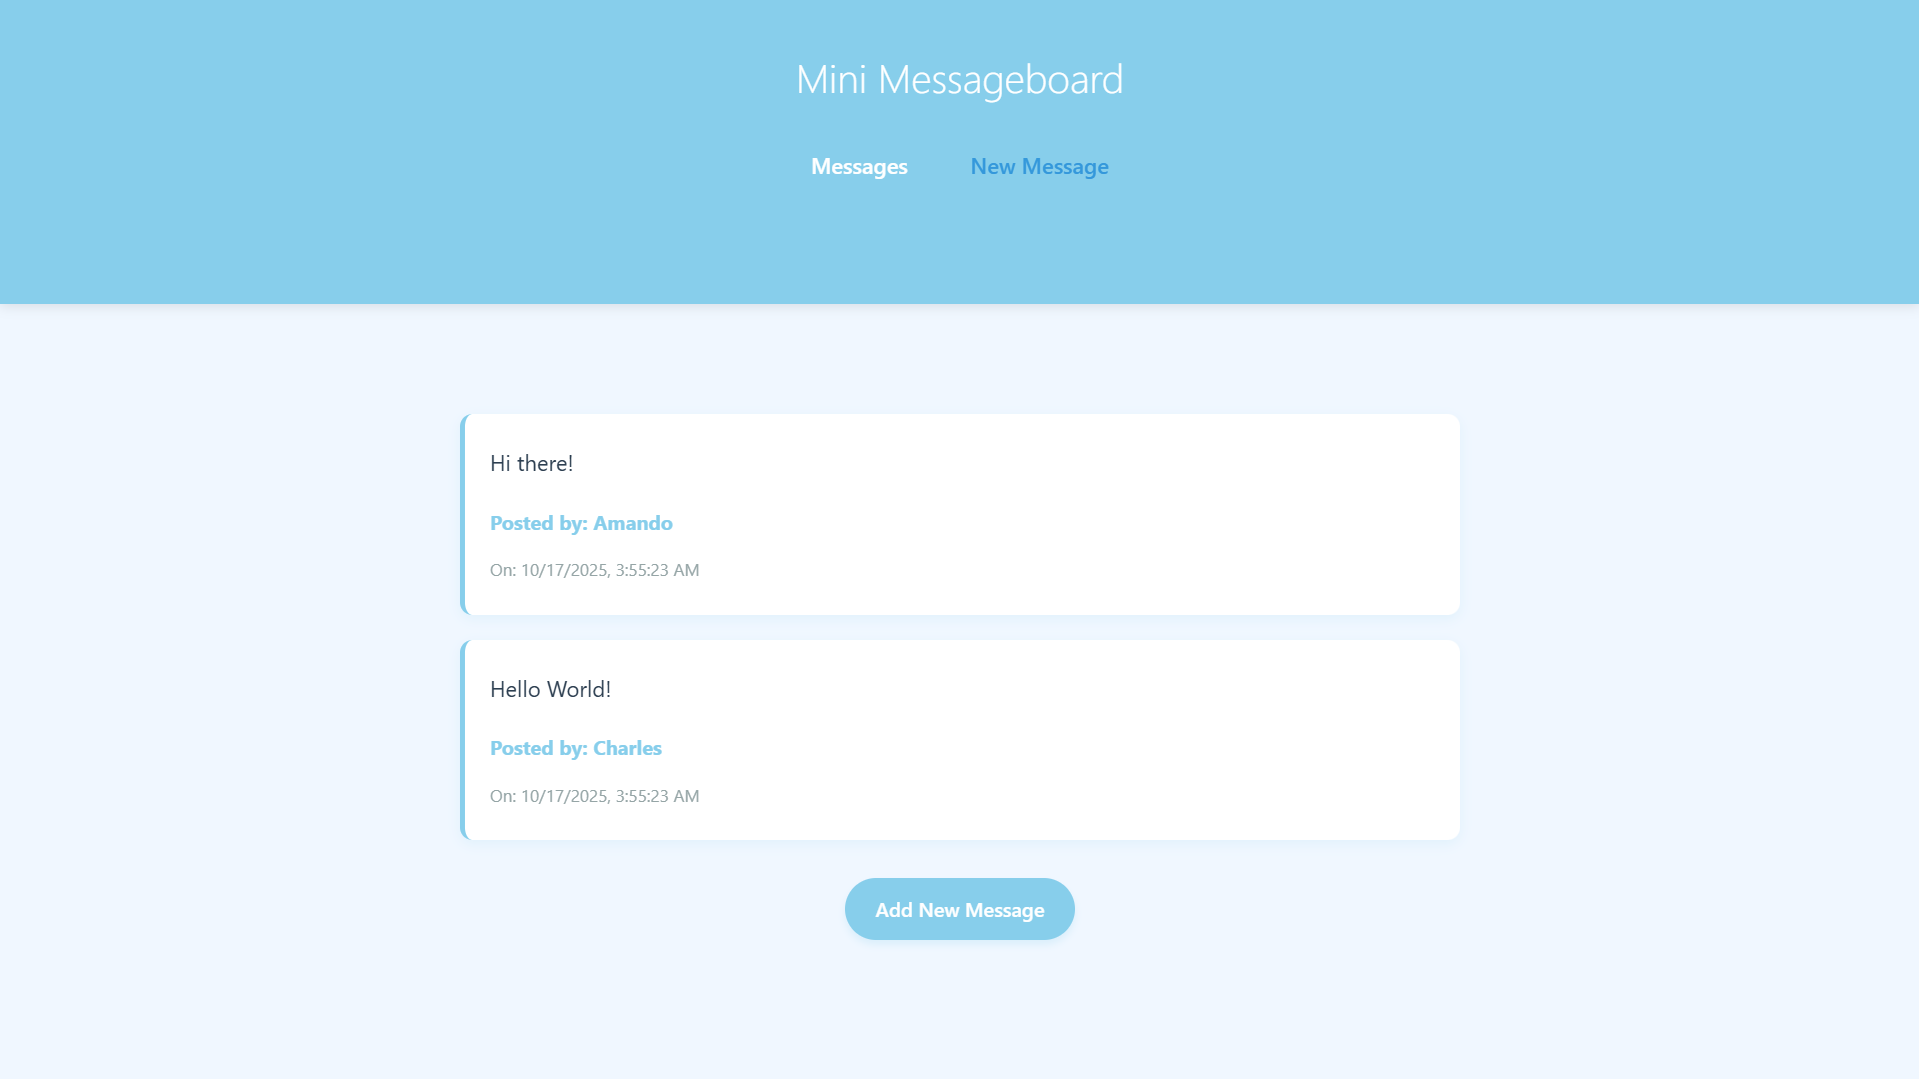 Mini Messageboard
Messages New Message
Hi there!
Posted by: Amando
On: 10/17/2025, 3:55:23 AM
Hello World!
Posted by: Charles
On: 10/17/2025, 3:55:23 AM
Add New Message